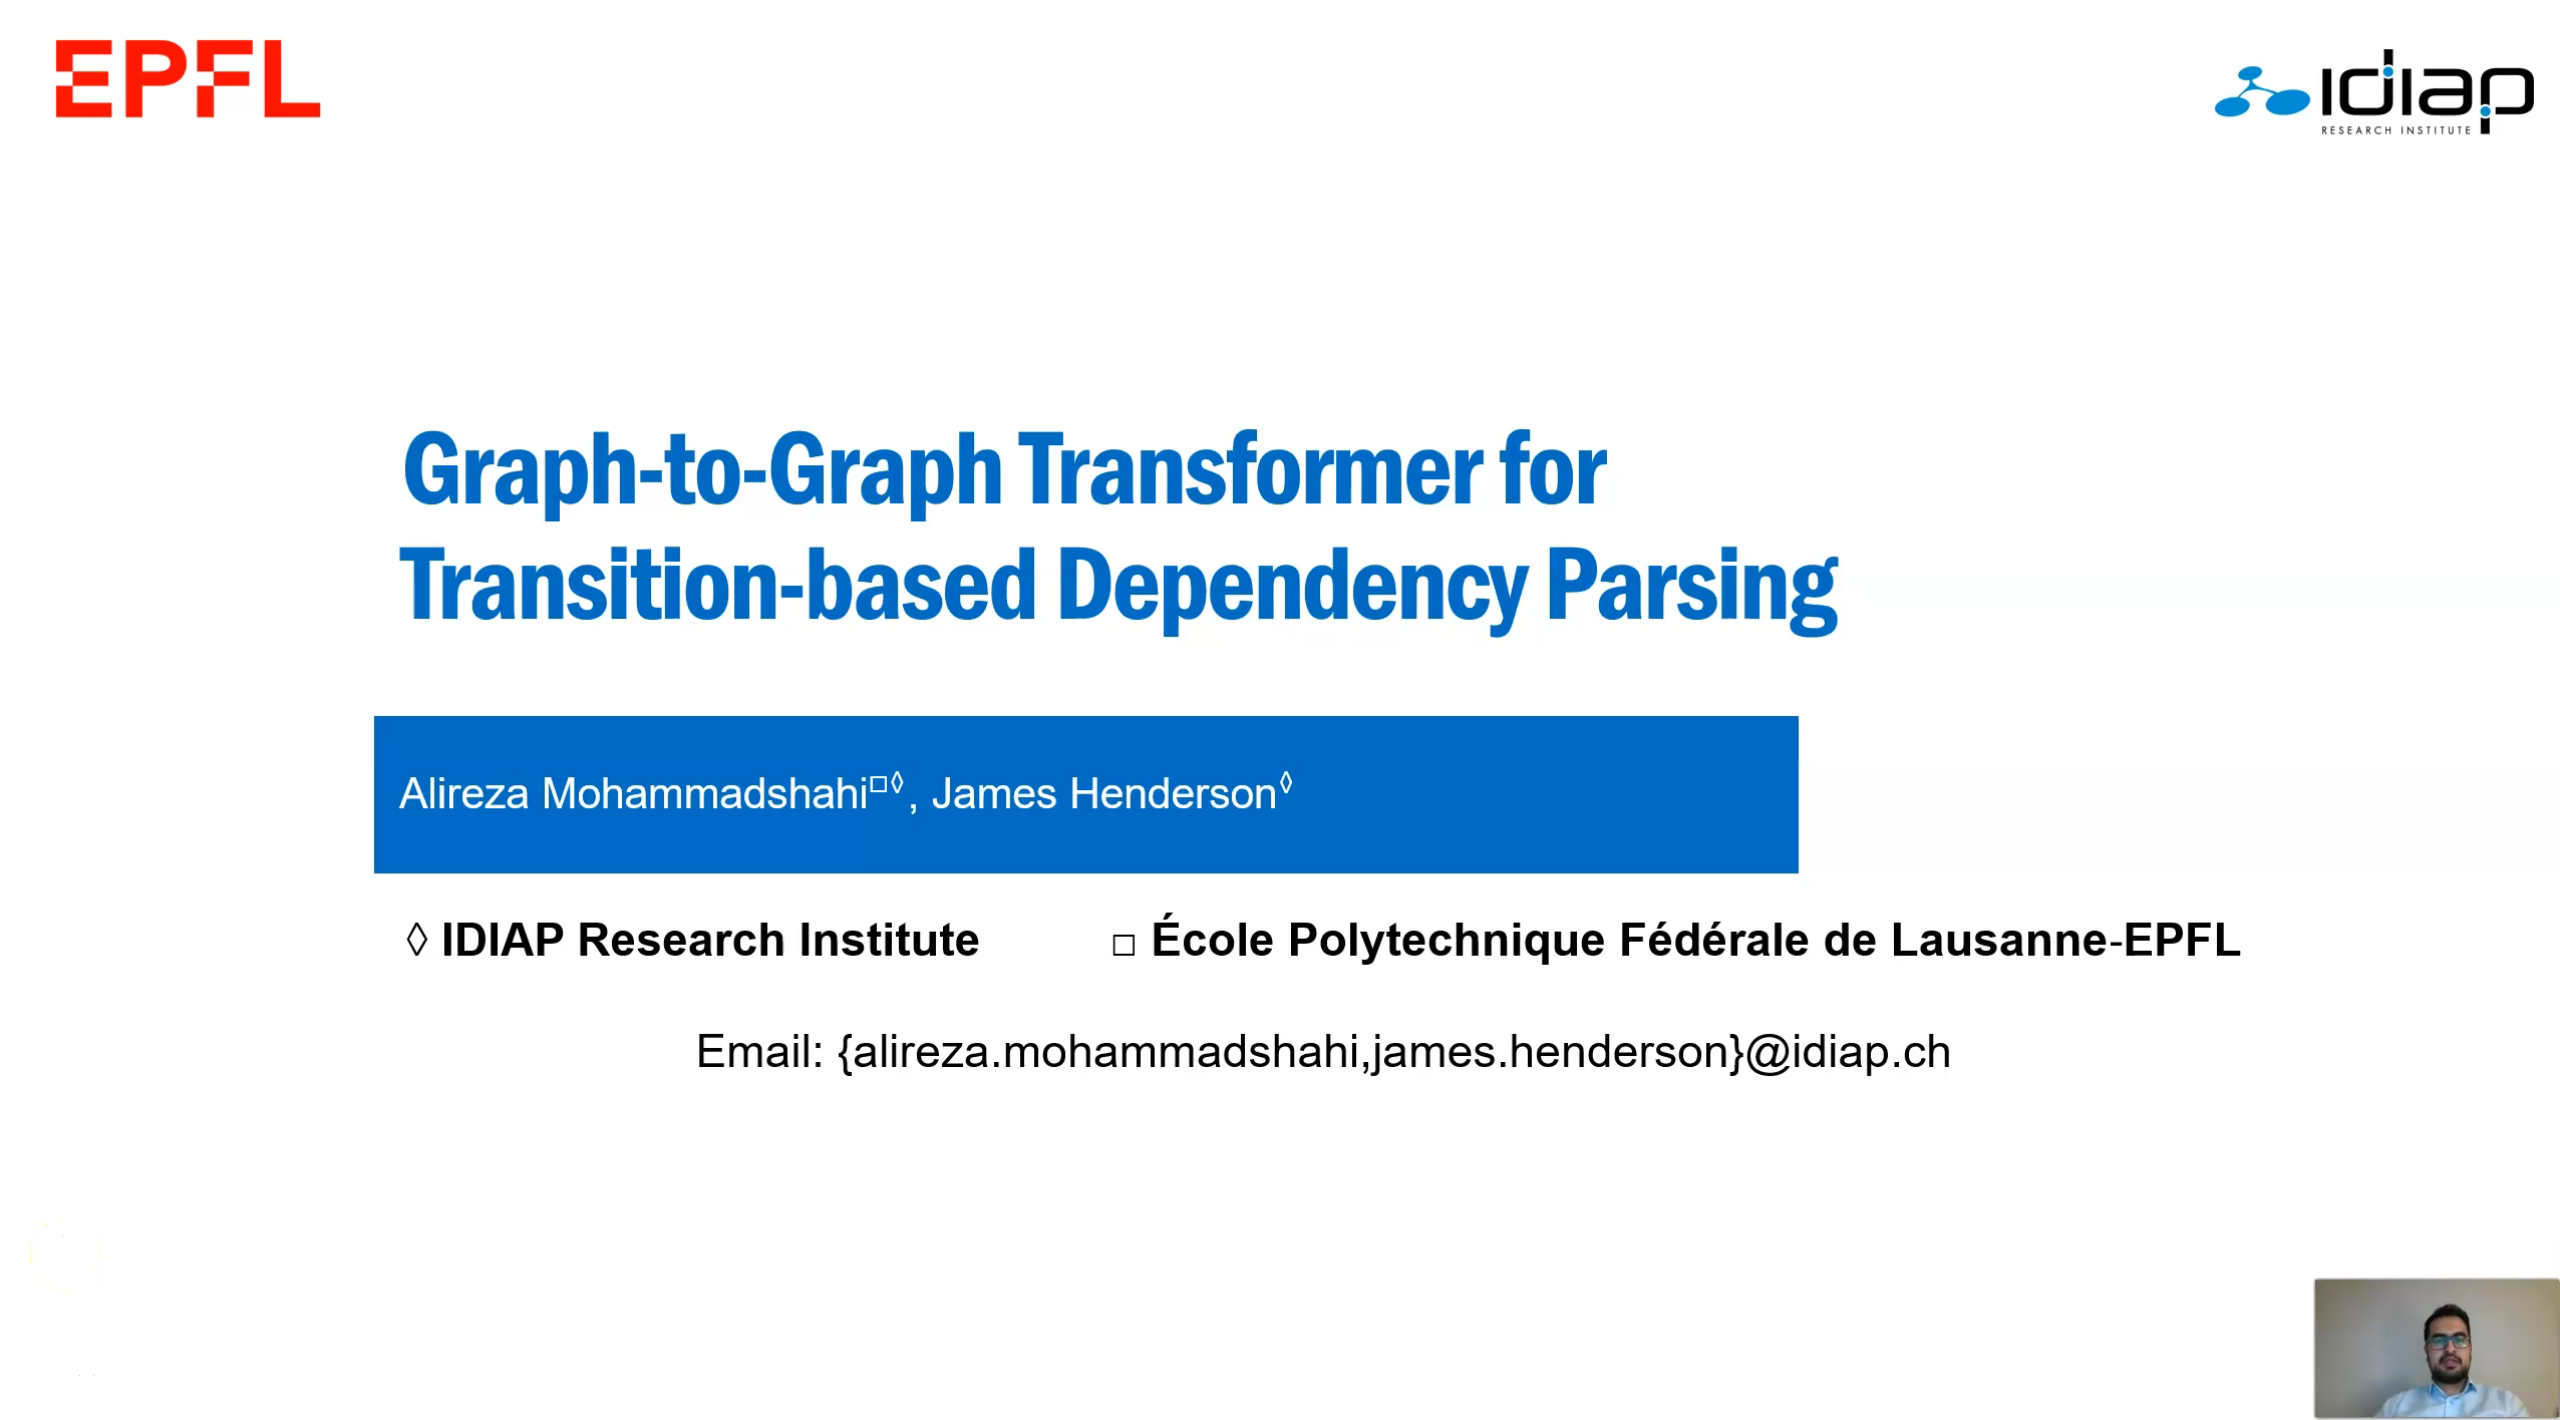 EPFL
idiap
RESEARCH INSTITUTE
Graph-to-Graph Transformer for
Transition-based Dependency Parsing
Alireza Mohammadshahi□◊, James Henderson◊
◊ IDIAP Research Institute □ École Polytechnique Fédérale de Lausanne-EPFL
Email: {alireza.mohammadshahi,james.henderson}@idiap.ch